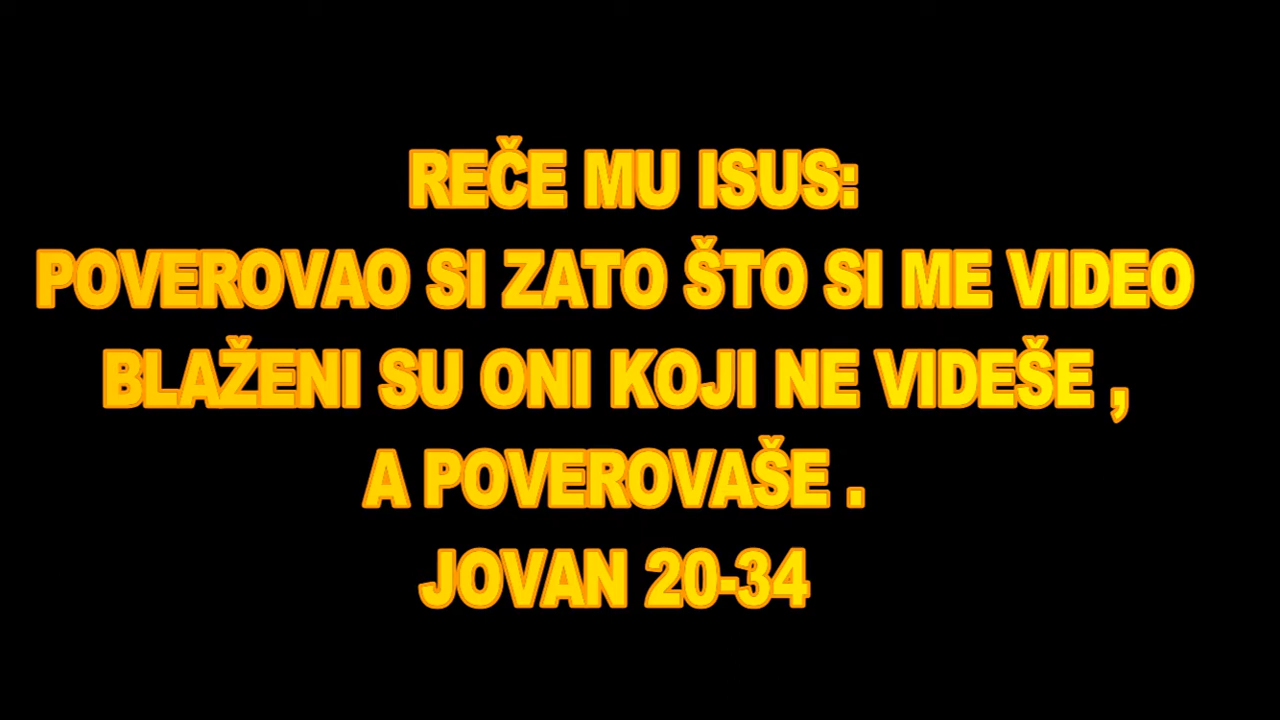 REČE MU ISUS:
POVEROVAO SI ZATO ŠTO SI ME VIDEO
BLAŽENI SU ONI KOJI NE VIDEŠE ,
A POVEROVAŠE .
JOVAN 20-34